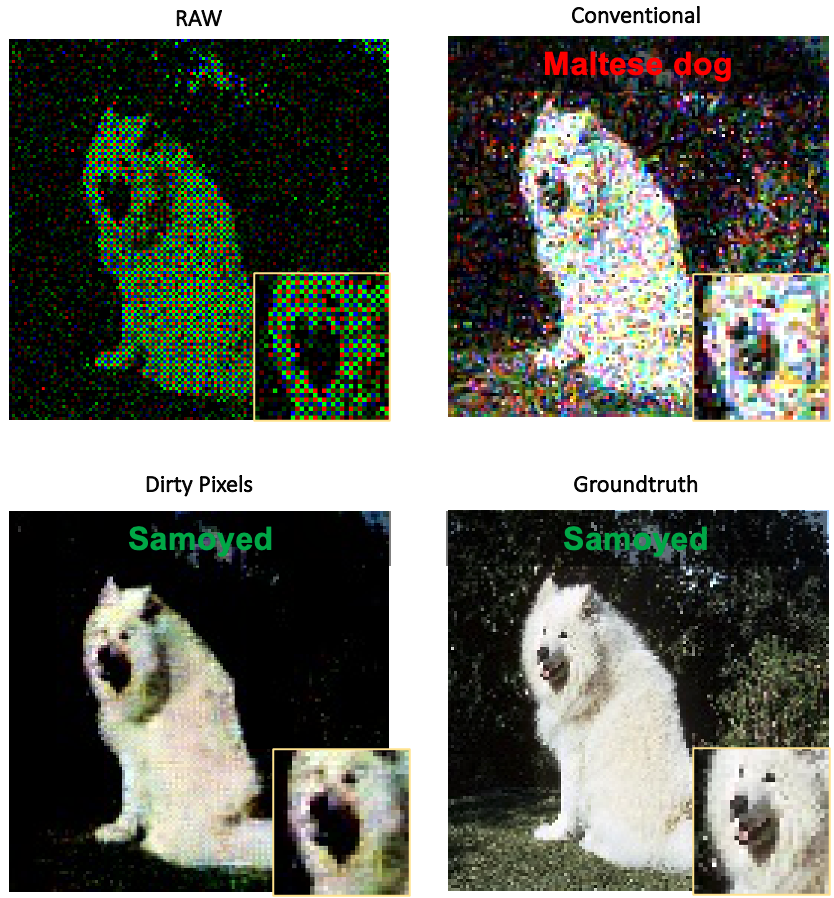 RAW
Conventional
Maltese dog
Dirty Pixels
Groundtruth
Samoyed
Samoyed